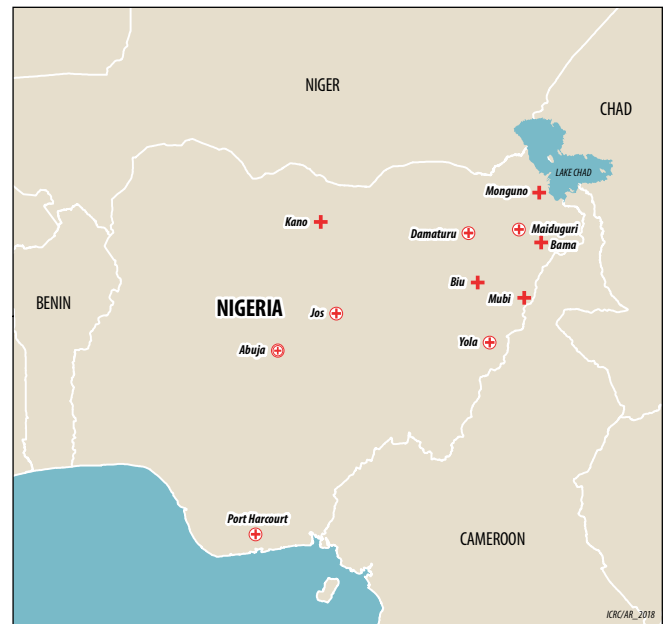 NIGER
CHAD
LAKE CHAD
Monguno
Kano
Damaturu
Maiduguri
Bama
Biu
Mubi
BENIN
NIGERIA
Jos
Abuja
Yola
Port Harcourt
CAMEROON
ICRC/AR_2018